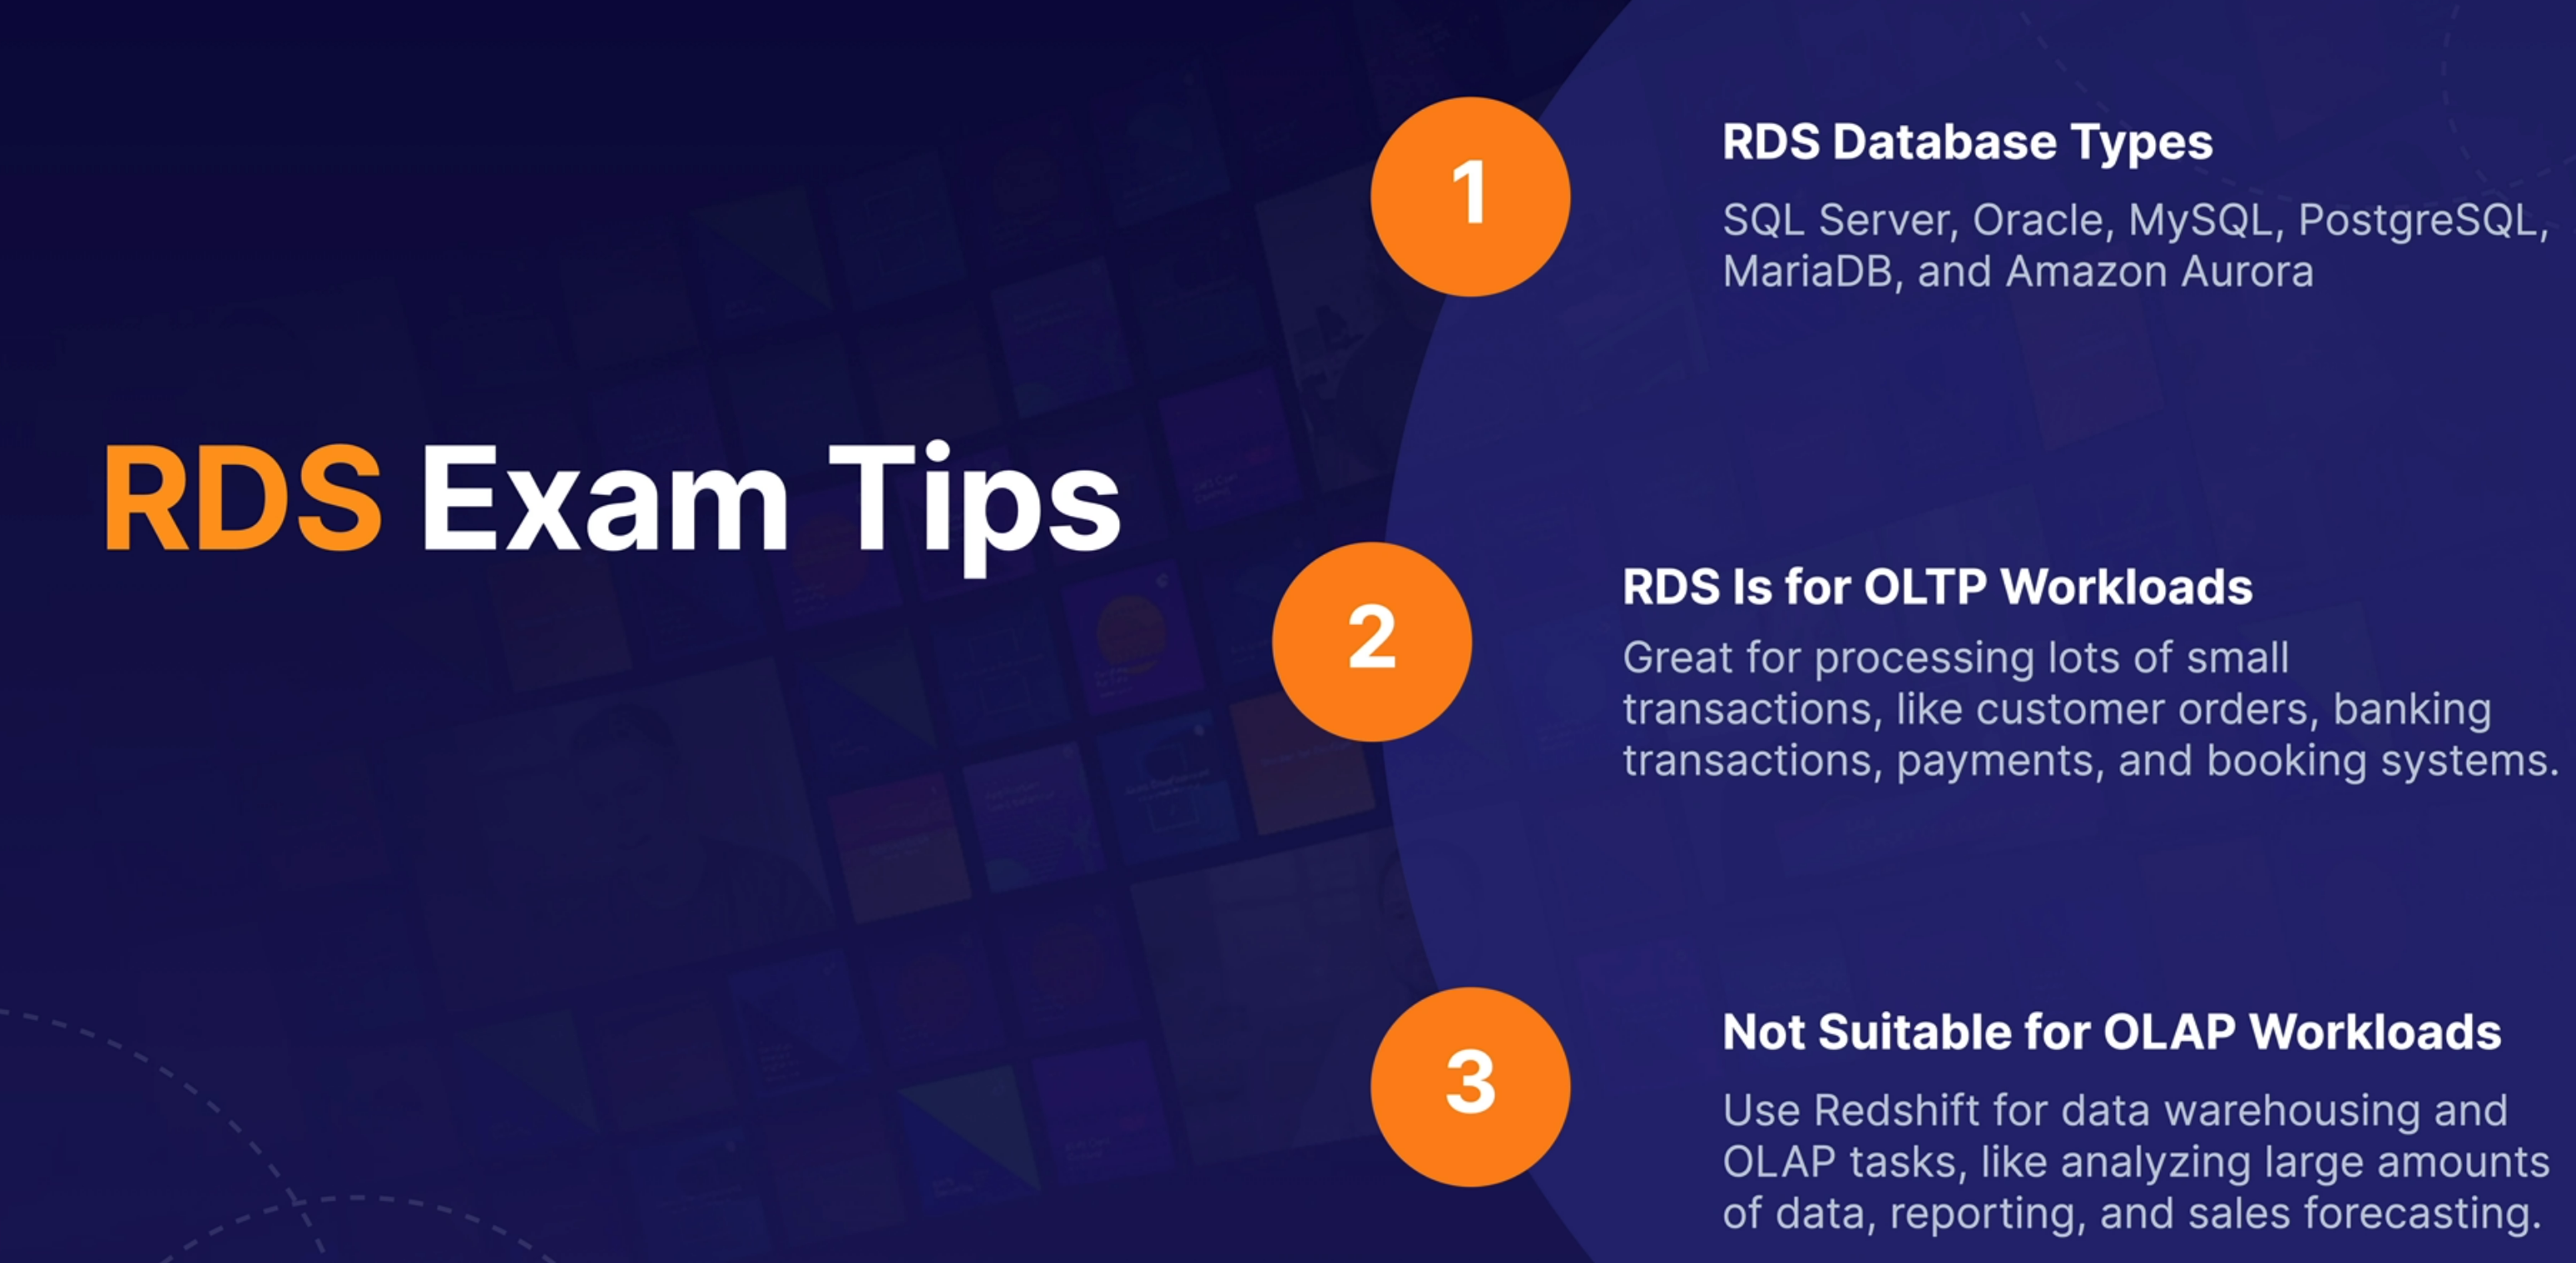 RDS Exam Tips
1
RDS Database Types
SQL Server, Oracle, MySQL, PostgreSQL,
MariaDB, and Amazon Aurora
2
RDS Is for OLTP Workloads
Great for processing lots of small
transactions, like customer orders, banking
transactions, payments, and booking systems.
3
Not Suitable for OLAP Workloads
Use Redshift for data warehousing and
OLAP tasks, like analyzing large amounts
of data, reporting, and sales forecasting.